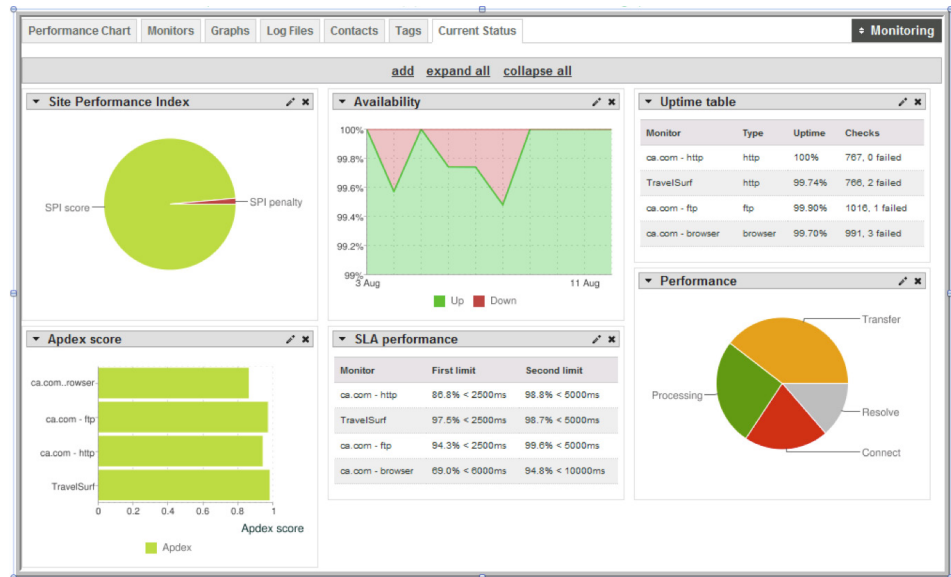 Performance Chart Monitors Graphs Log Files Contacts Tags Current Status Monitoring
add expand all collapse all
Site Performance Index
SPI score
SPI penalty
Availability
100%
99.8%
99.6%
99.4%
99.2%
99%
3 Aug 11 Aug
Up Down
Uptime table
Monitor Type Uptime Checks
ca.com - http http 100% 767, 0 failed
TravelSurf http 99.74% 766, 2 failed
ca.com - ftp ftp 99.90% 1016, 1 failed
ca.com - browser browser 99.70% 991, 3 failed
Performance
Transfer
Processing
Resolve
Connect
Apdex score
ca.com..rowser
ca.com - ftp
ca.com - http
TravelSurf
0 0.2 0.4 0.6 0.8 1
Apdex score
Apdex
SLA performance
Monitor First limit Second limit
ca.com - http 86.8% < 2500ms 98.8% < 5000ms
TravelSurf 97.5% < 2500ms 98.7% < 5000ms
ca.com - ftp 94.3% < 2500ms 99.6% < 5000ms
ca.com - browser 69.0% < 6000ms 94.8% < 10000ms